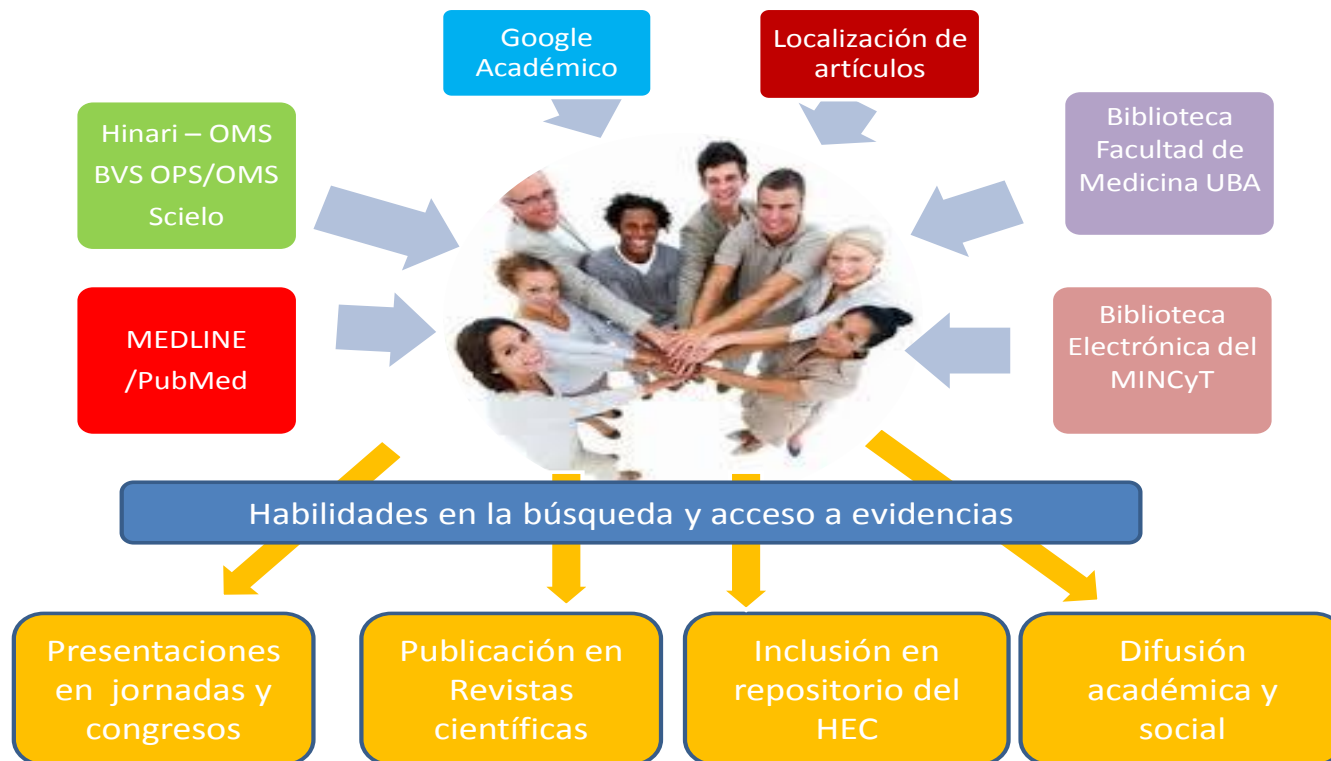 Google
Académico
Localización de
artículos
Hinari – OMS
BVS OPS/OMS
Scielo
Biblioteca
Facultad de
Medicina UBA
MEDLINE
/PubMed
Biblioteca
Electrónica del
MINCyT
Habilidades en la búsqueda y acceso a evidencias
Presentaciones
en jornadas y
congresos
Publicación en
Revistas
científicas
Inclusión en
repositorio del
HEC
Difusión
académica y
social